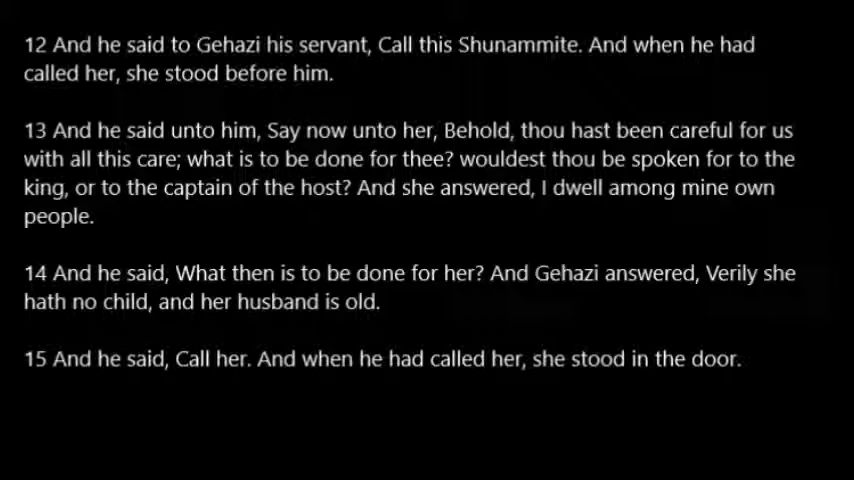 12 And he said to Gehazi his servant, Call this Shunammite. And when he had
called her, she stood before him.
13 And he said unto him, Say now unto her, Behold, thou hast been careful for us
with all this care; what is to be done for thee? wouldest thou be spoken for to the
king, or to the captain of the host? And she answered, I dwell among mine own
people.
14 And he said, What then is to be done for her? And Gehazi answered, Verily she
hath no child, and her husband is old.
15 And he said, Call her. And when he had called her, she stood in the door.